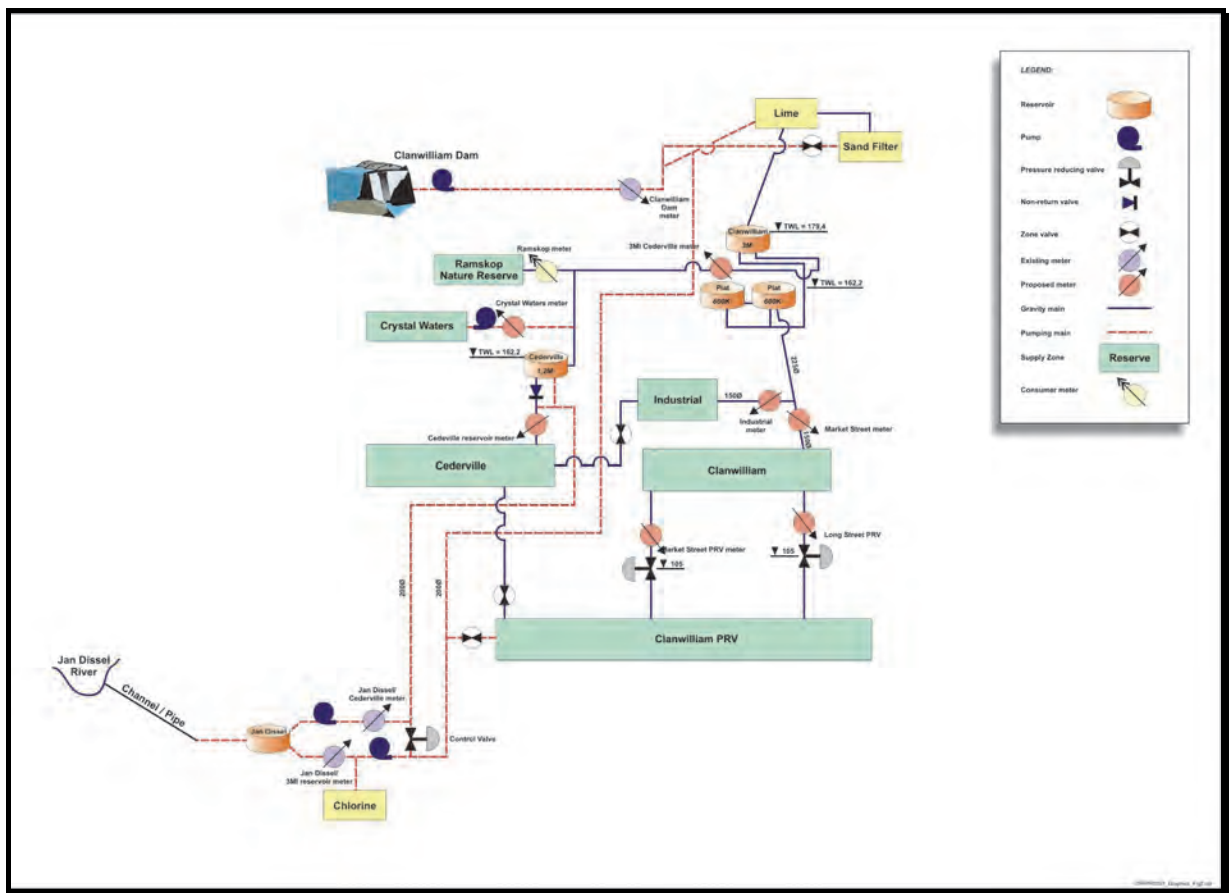 LEGEND:
Reservoir
Pump
Pressure reducing valve
Non-return valve
Zone valve
Existing meter
Proposed meter
Gravity main
Pumping main
Supply Zone
Reserve
Consumer meter
Lime
Sand Filter
Clanwilliam Dam
Clanwilliam
Dam
meter
Clanwilliam
3Ml
TWL = 179,4
3Ml Cederville meter
Ramskop meter
Ramskop
Nature Reserve
TWL = 162,2
Plat
600K
Plat
600K
Crystal Waters meter
Crystal Waters
TWL = 162,2
Cederville
1,2M
225Ø
Industrial
150Ø
Industrial
meter
Market Street meter
150Ø
Cedeville reservoir meter
Cederville
Clanwilliam
Long Street PRV
Market Street PRV meter
105
105
200Ø
200Ø
Clanwilliam PRV
Jan Dissel
River
Channel / Pipe
Jan Dissel/
Cederville meter
Jan Dissel
Control Valve
Jan Dissel/
3Ml reservoir meter
Chlorine